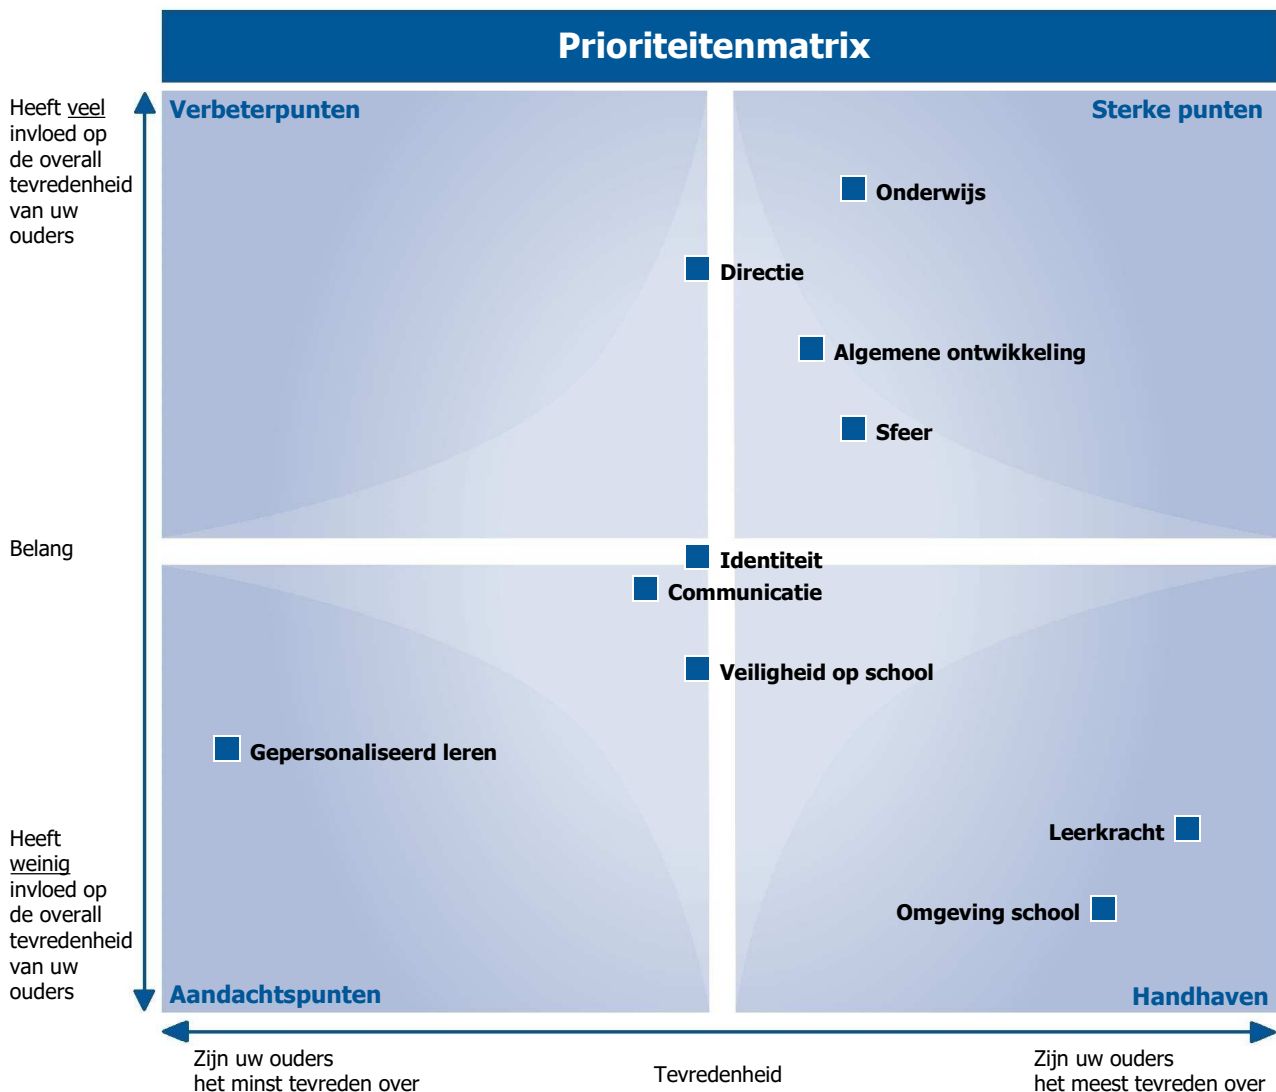 Prioriteitenmatrix
Heeft veel
invloed op
de overall
tevredenheid
van uw
ouders
Verbeterpunten
Sterke punten
Onderwijs
Directie
Algemene ontwikkeling
Sfeer
Belang
Identiteit
Communicatie
Veiligheid op school
Gepersonaliseerd leren
Heeft
weinig
invloed op
de overall
tevredenheid
van uw
ouders
Leerkracht
Omgeving school
Aandachtspunten
Handhaven
Zijn uw ouders
het minst tevreden over
Tevredenheid
Zijn uw ouders
het meest tevreden over